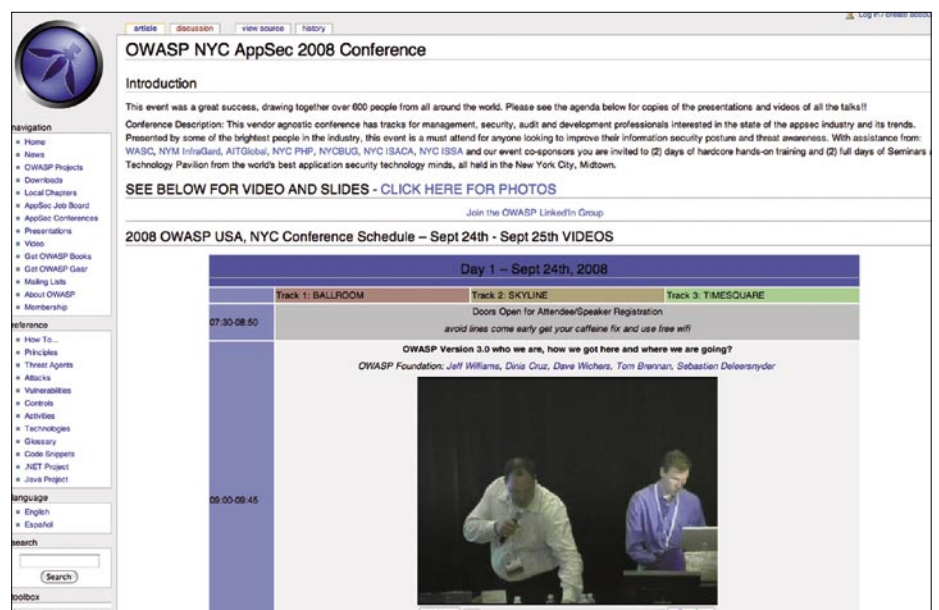 Log in / create
article
discussion
view source
history
OWASP NYC AppSec 2008 Conference
Introduction
This event was a great success, drawing together over 600 people from all around the world. Please see the agenda below for copies of the presentations and videos of all the talks!!
Conference Description: This vendor agnostic conference has tracks for management, security, audit and development professionals interested in the state of the appsec industry and its trends.
Presented by some of the brightest people in the industry, this event is a must attend for anyone looking to improve their information security posture and threat awareness. With assistance from:
WASC, NYM InfraGard, AITGlobal, NYC PHP, NYCBUG, NYC ISACA, NYC ISSA and our event co-sponsors you are invited to (2) days of hardcore hands-on training and (2) full days of Seminars
Technology Pavilion from the world's best application security technology minds, all held in the New York City, Midtown.
SEE BELOW FOR VIDEO AND SLIDES - CLICK HERE FOR PHOTOS
Join the OWASP LinkedIn Group
2008 OWASP USA, NYC Conference Schedule – Sept 24th - Sept 25th VIDEOS
Day 1 – Sept 24th, 2008
Track 1: BALLROOM
Track 2: SKYLINE
Track 3: TIMESQUARE
07:30-08:50
Doors Open for Attendee/Speaker Registration
avoid lines come early get your caffeine fix and use free wifi
09:00-09:45
OWASP Version 3.0 who we are, how we got here and where we are going?
OWASP Foundation: Jeff Williams, Dinis Cruz, Dave Wichers, Tom Brennan, Sebastien Deleersnyder
navigation
Home
News
OWASP Projects
Downloads
Local Chapters
AppSec Job Board
AppSec Conferences
Presentations
Video
Get OWASP Books
Get OWASP Gear
Mailing Lists
About OWASP
Membership
reference
How To...
Principles
Threat Agents
Attacks
Vulnerabilities
Controls
Activities
Technologies
Glossary
Code Snippets
.NET Project
Java Project
language
English
Español
search
Search
toolbox